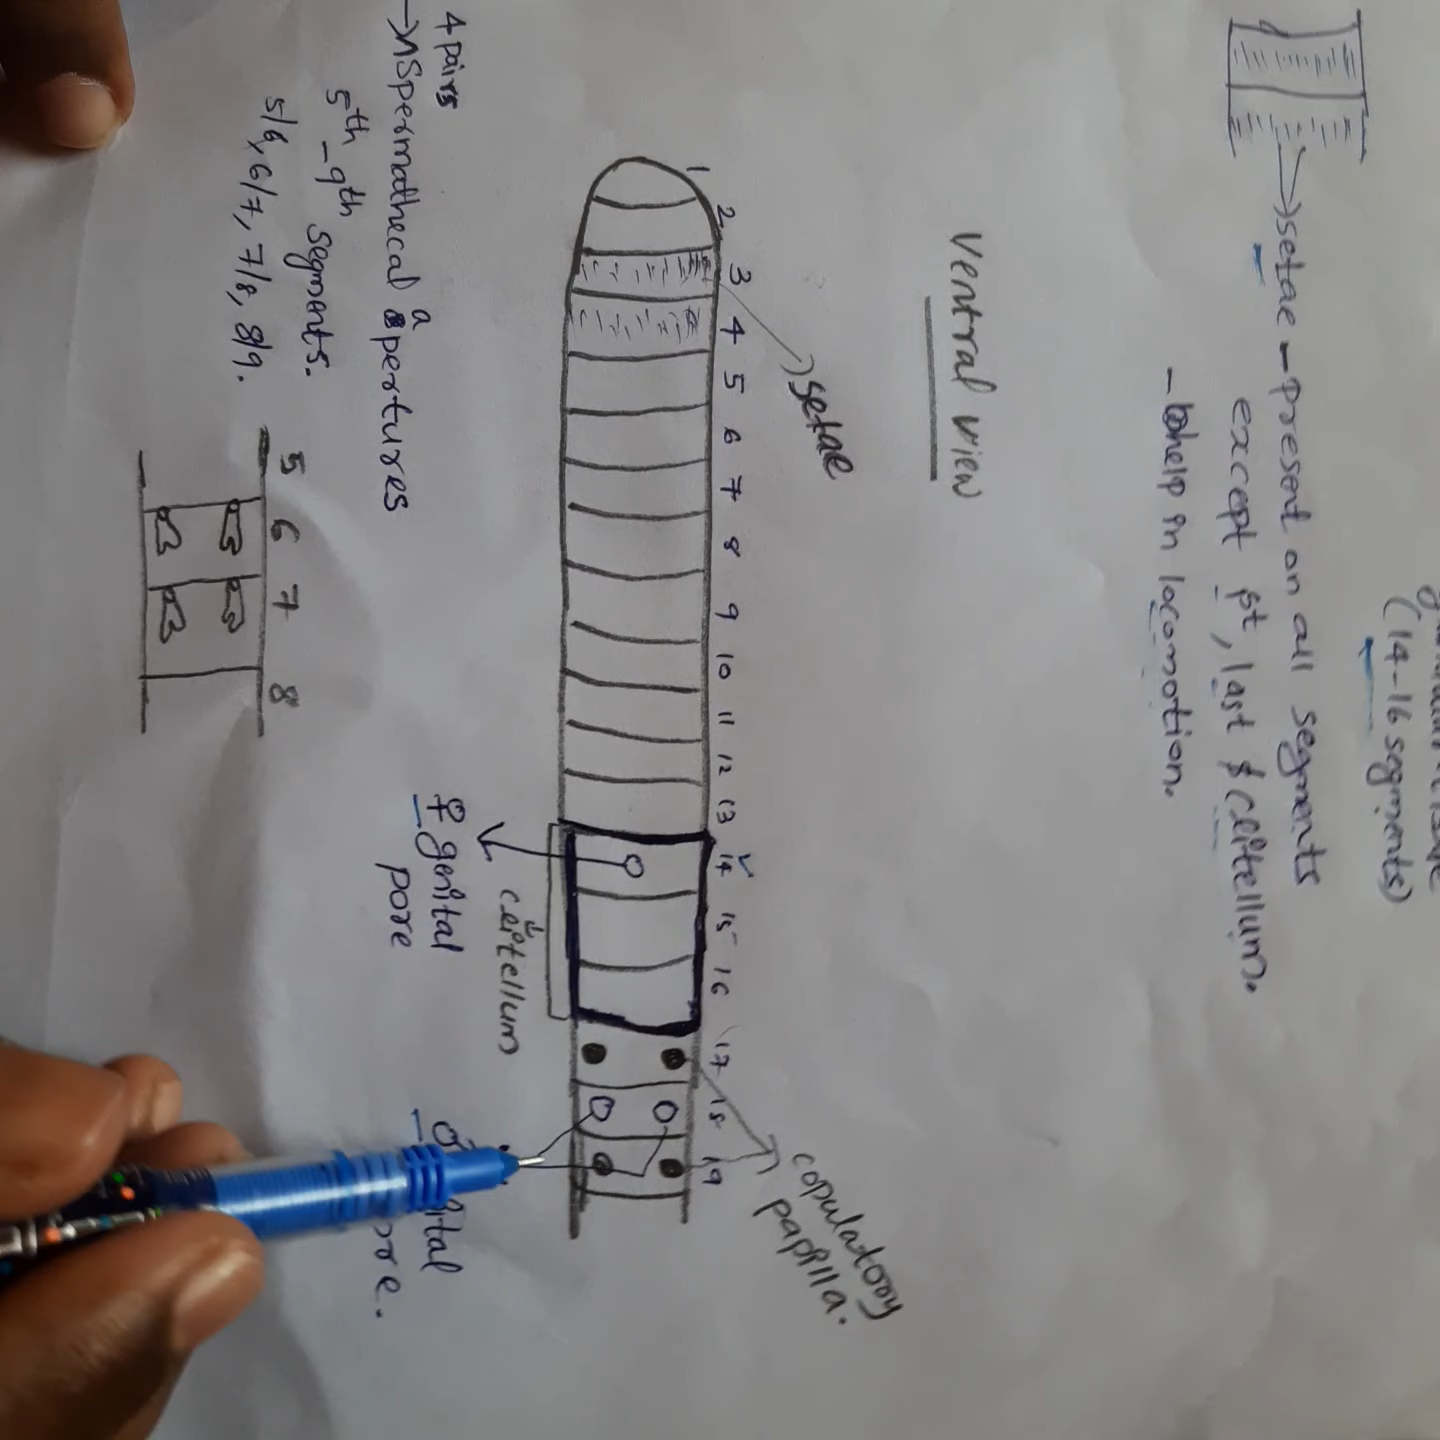 (14-16 segments)
setae - Present on all segments
except 1st, last & clitellum.
- help in locomotion.
Ventral view
1
2
3
4
5
6
7
8
9
10
11
12
13
14
15
16
17
18
19
setae
copulatory
papilla.
clitellum
♀ genital
pore
4 pairs
Spermathecal apertures
5th - 9th segments.
5/6, 6/7, 7/8, 8/9.
5
6
7
8